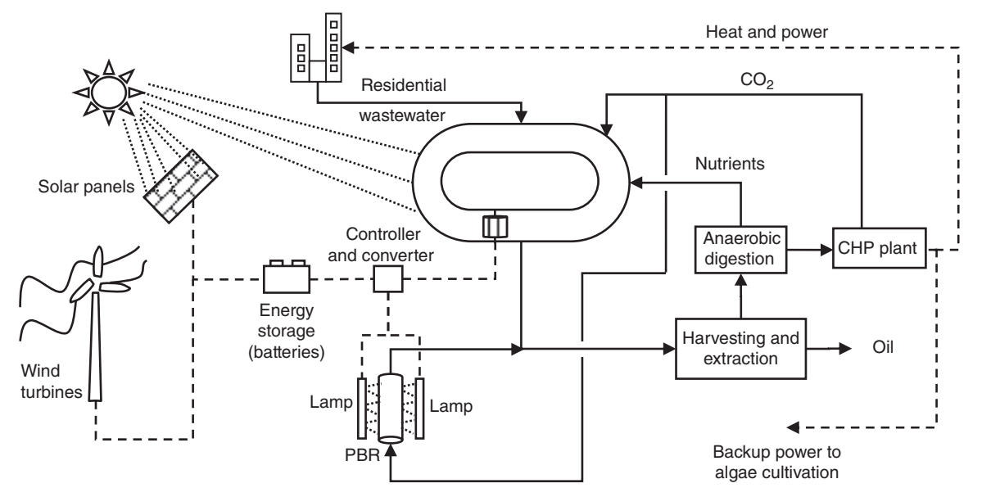 Heat and power
Residential
wastewater
CO2
Solar panels
Nutrients
Controller
and converter
Anaerobic
digestion
CHP plant
Energy
storage
(batteries)
Wind
turbines
Harvesting and
extraction
Oil
Lamp
Lamp
PBR
Backup power to
algae cultivation